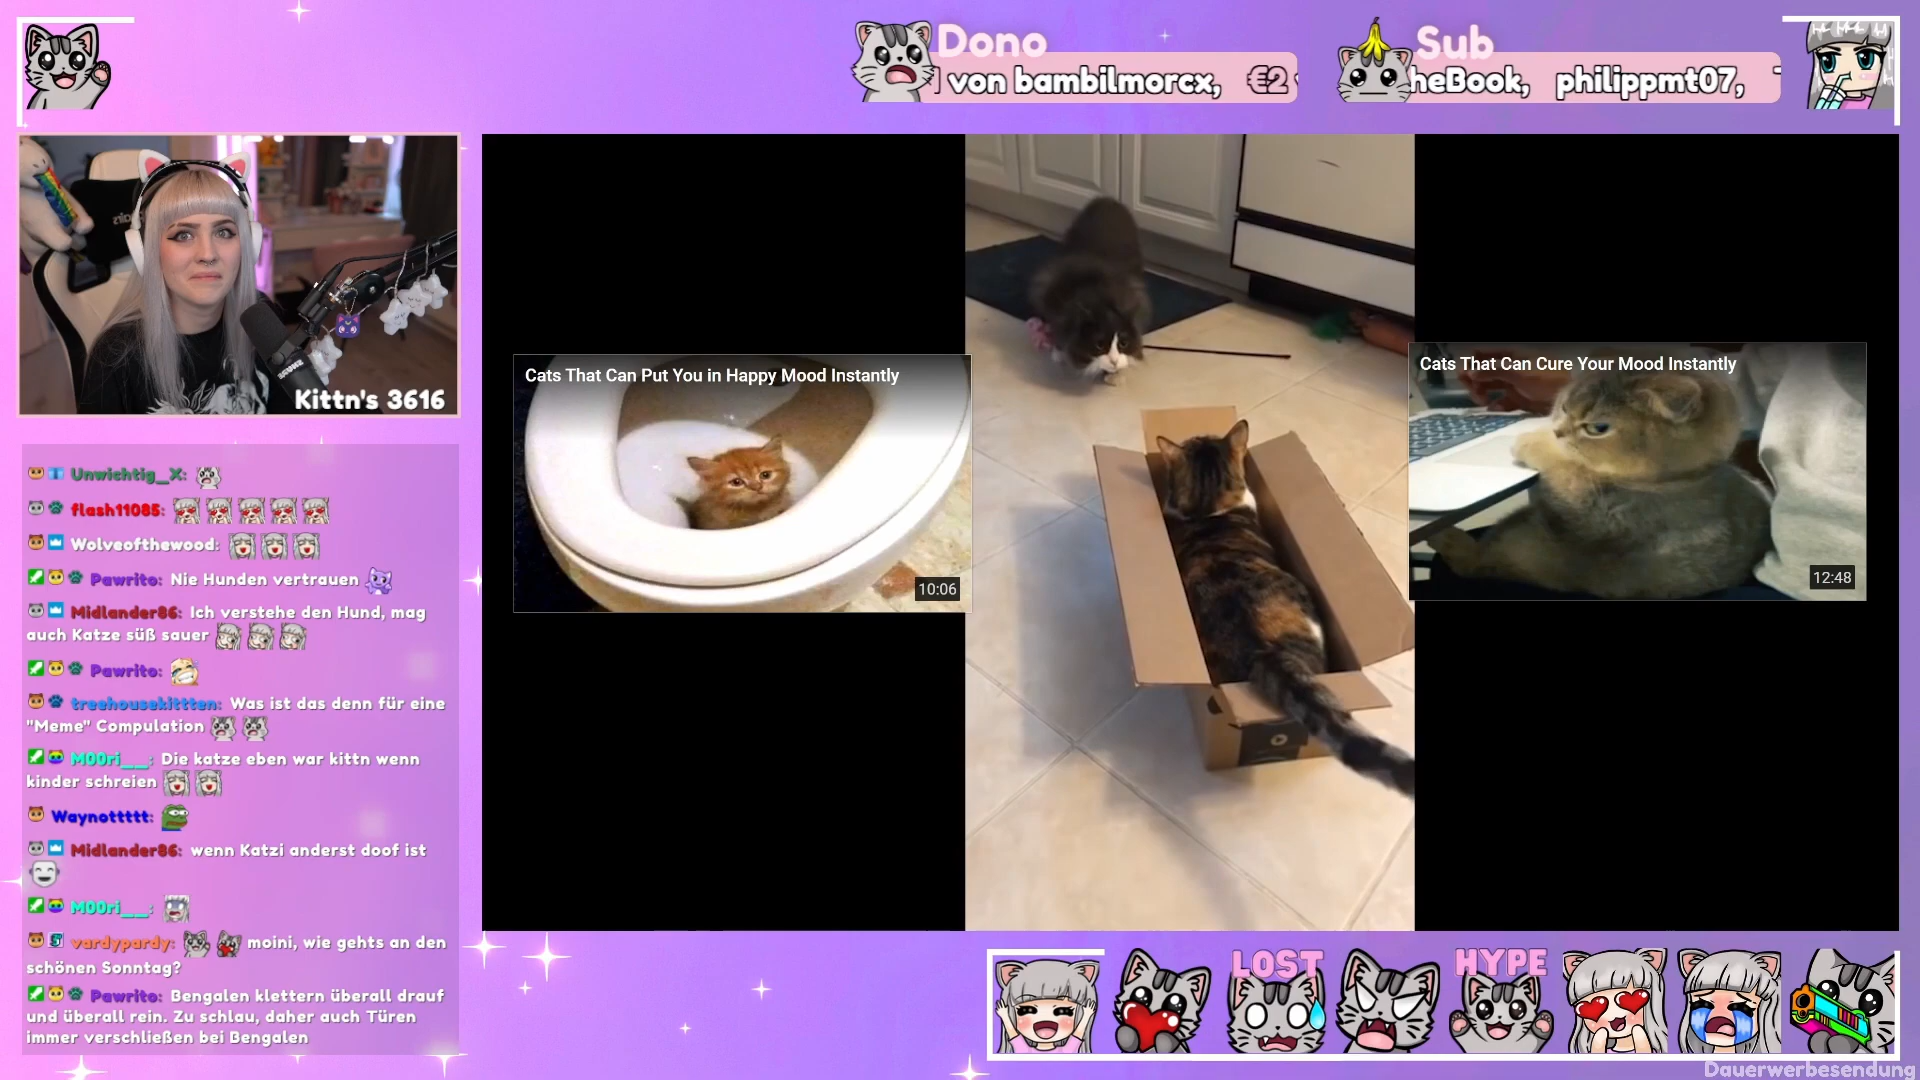 Dono
von bambilmorcx, €2
Sub
heBook, philippmt07,
Kittn's 3616
Cats That Can Put You in Happy Mood Instantly
10:06
Cats That Can Cure Your Mood Instantly
12:48
Unwichtig_X:
flash11085:
Wolveofthewood:
Pawrito: Nie Hunden vertrauen
Midlander86: Ich verstehe den Hund, mag
auch Katze süß sauer
Pawrito:
treehousekittten: Was ist das denn für eine
"Meme" Compulation
M00ri__: Die katze eben war kittn wenn
kinder schreien
Waynottttt:
Midlander86: wenn Katzi anderst doof ist
M00ri__:
vardypardy: moini, wie gehts an den
schönen Sonntag?
Pawrito: Bengalen klettern überall drauf
und überall rein. Zu schlau, daher auch Türen
immer verschließen bei Bengalen
LOST
HYPE
Dauerwerbesendung